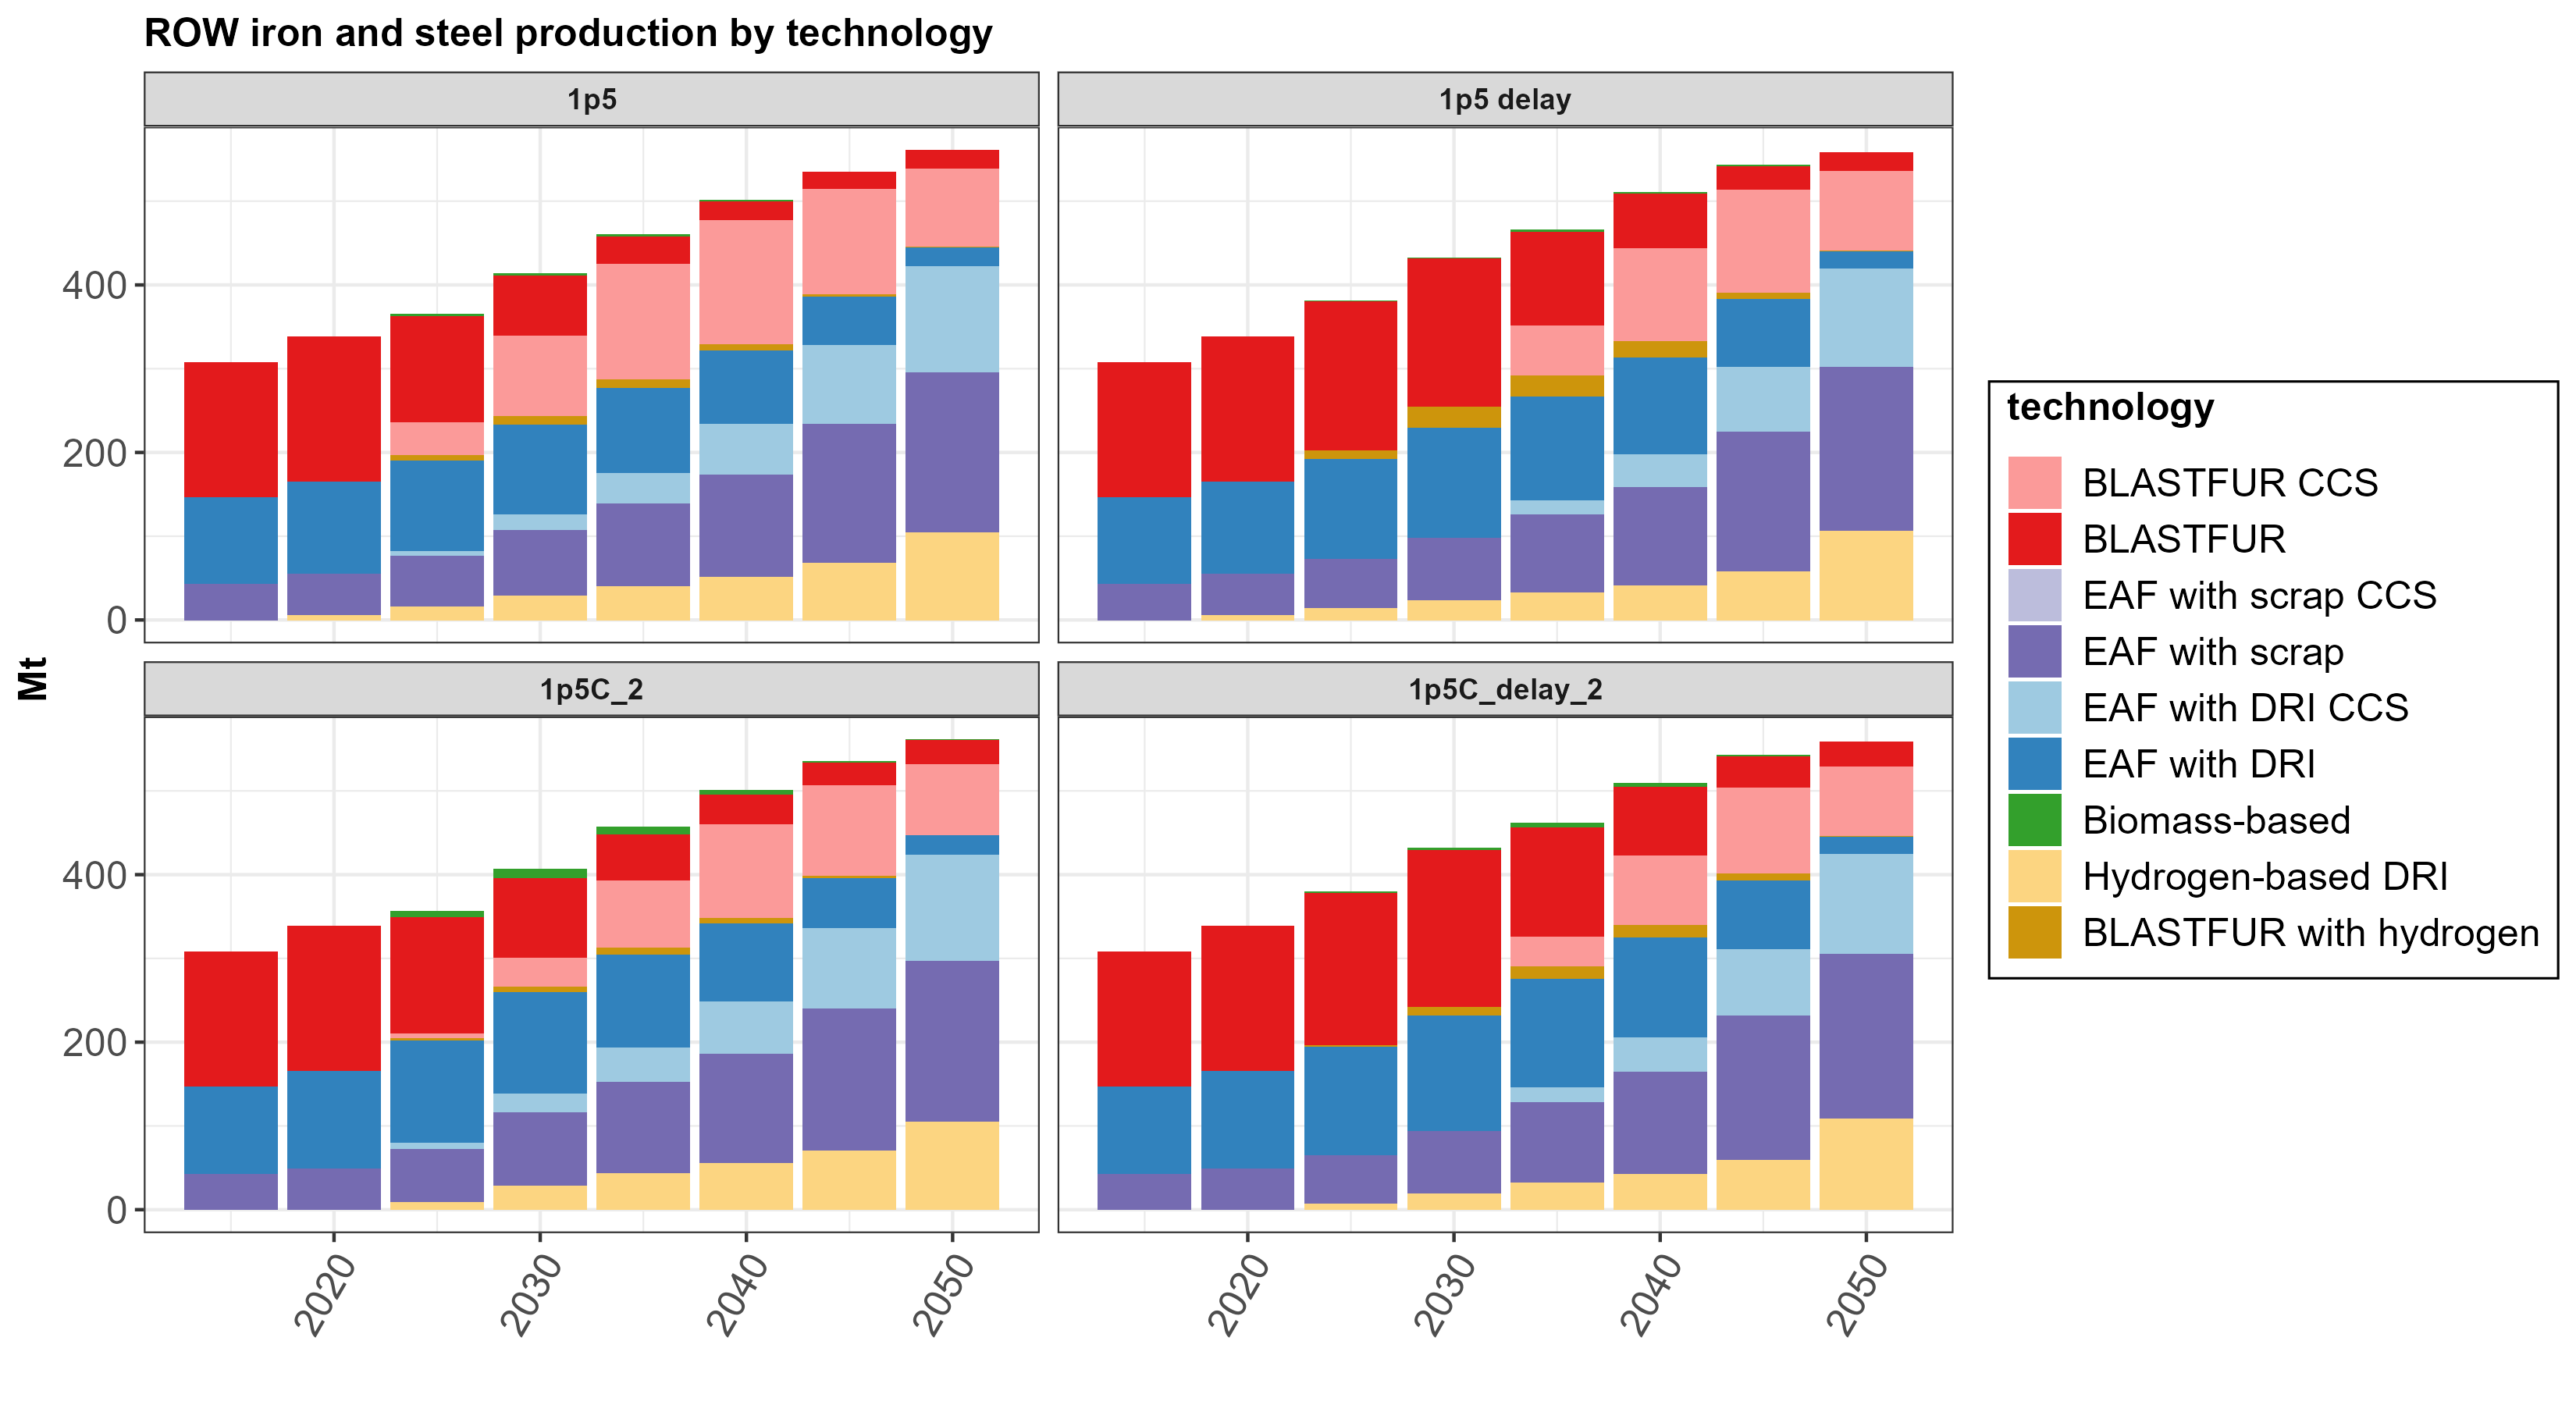 ROW iron and steel production by technology
1p5
1p5 delay
400
200
0
Mt
1p5C_2
1p5C_delay_2
400
200
0
2020
2030
2040
2050
2020
2030
2040
2050
technology
BLASTFUR CCS
BLASTFUR
EAF with scrap CCS
EAF with scrap
EAF with DRI CCS
EAF with DRI
Biomass-based
Hydrogen-based DRI
BLASTFUR with hydrogen